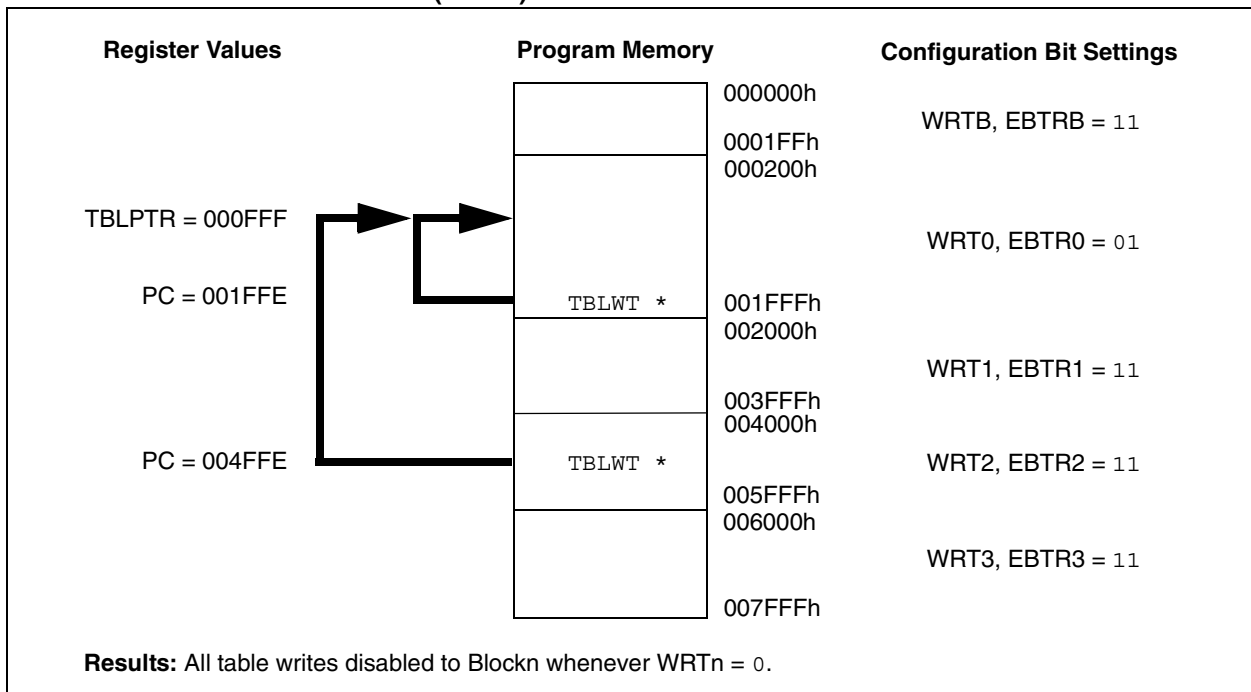 Register Values Program Memory Configuration Bit Settings
000000h
WRTB, EBTRB = 11
0001FFh
000200h
TBLPTR = 000FFF
WRT0, EBTR0 = 01
PC = 001FFE TBLWT * 001FFFh
002000h
WRT1, EBTR1 = 11
003FFFh
004000h
PC = 004FFE TBLWT * WRT2, EBTR2 = 11
005FFFh
006000h
WRT3, EBTR3 = 11
007FFFh
Results: All table writes disabled to Blockn whenever WRTn = 0.